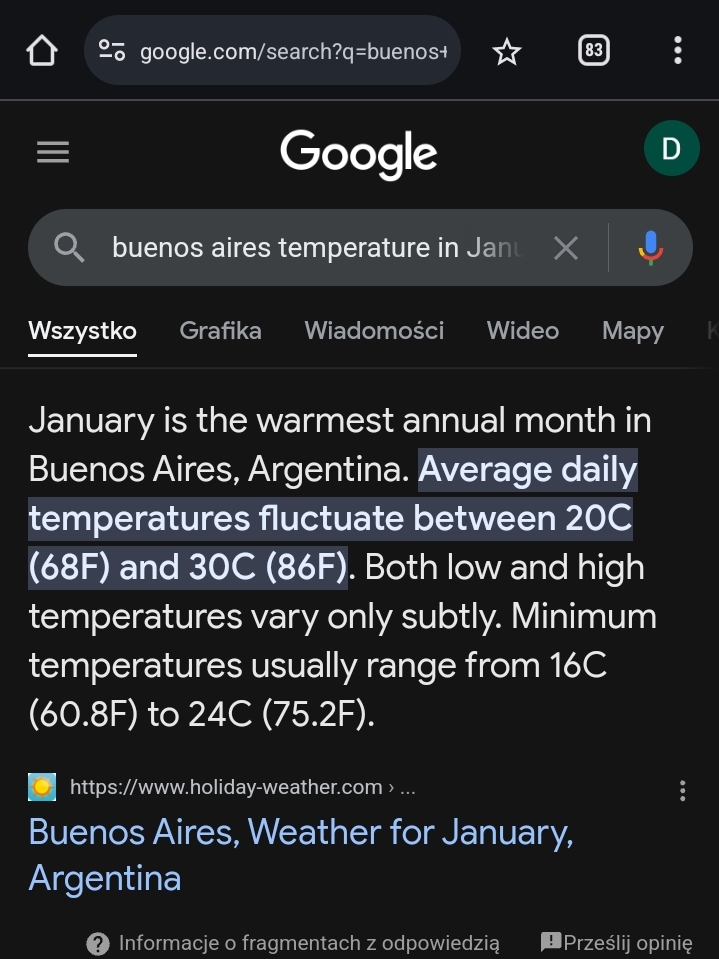 google.com/search?q=buenos+
83
Google
D
buenos aires temperature in Janu
Wszystko Grafika Wiadomości Wideo Mapy K
January is the warmest annual month in
Buenos Aires, Argentina. Average daily
temperatures fluctuate between 20C
(68F) and 30C (86F). Both low and high
temperatures vary only subtly. Minimum
temperatures usually range from 16C
(60.8F) to 24C (75.2F).
https://www.holiday-weather.com › ...
Buenos Aires, Weather for January,
Argentina
Informacje o fragmentach z odpowiedzią Prześlij opinię